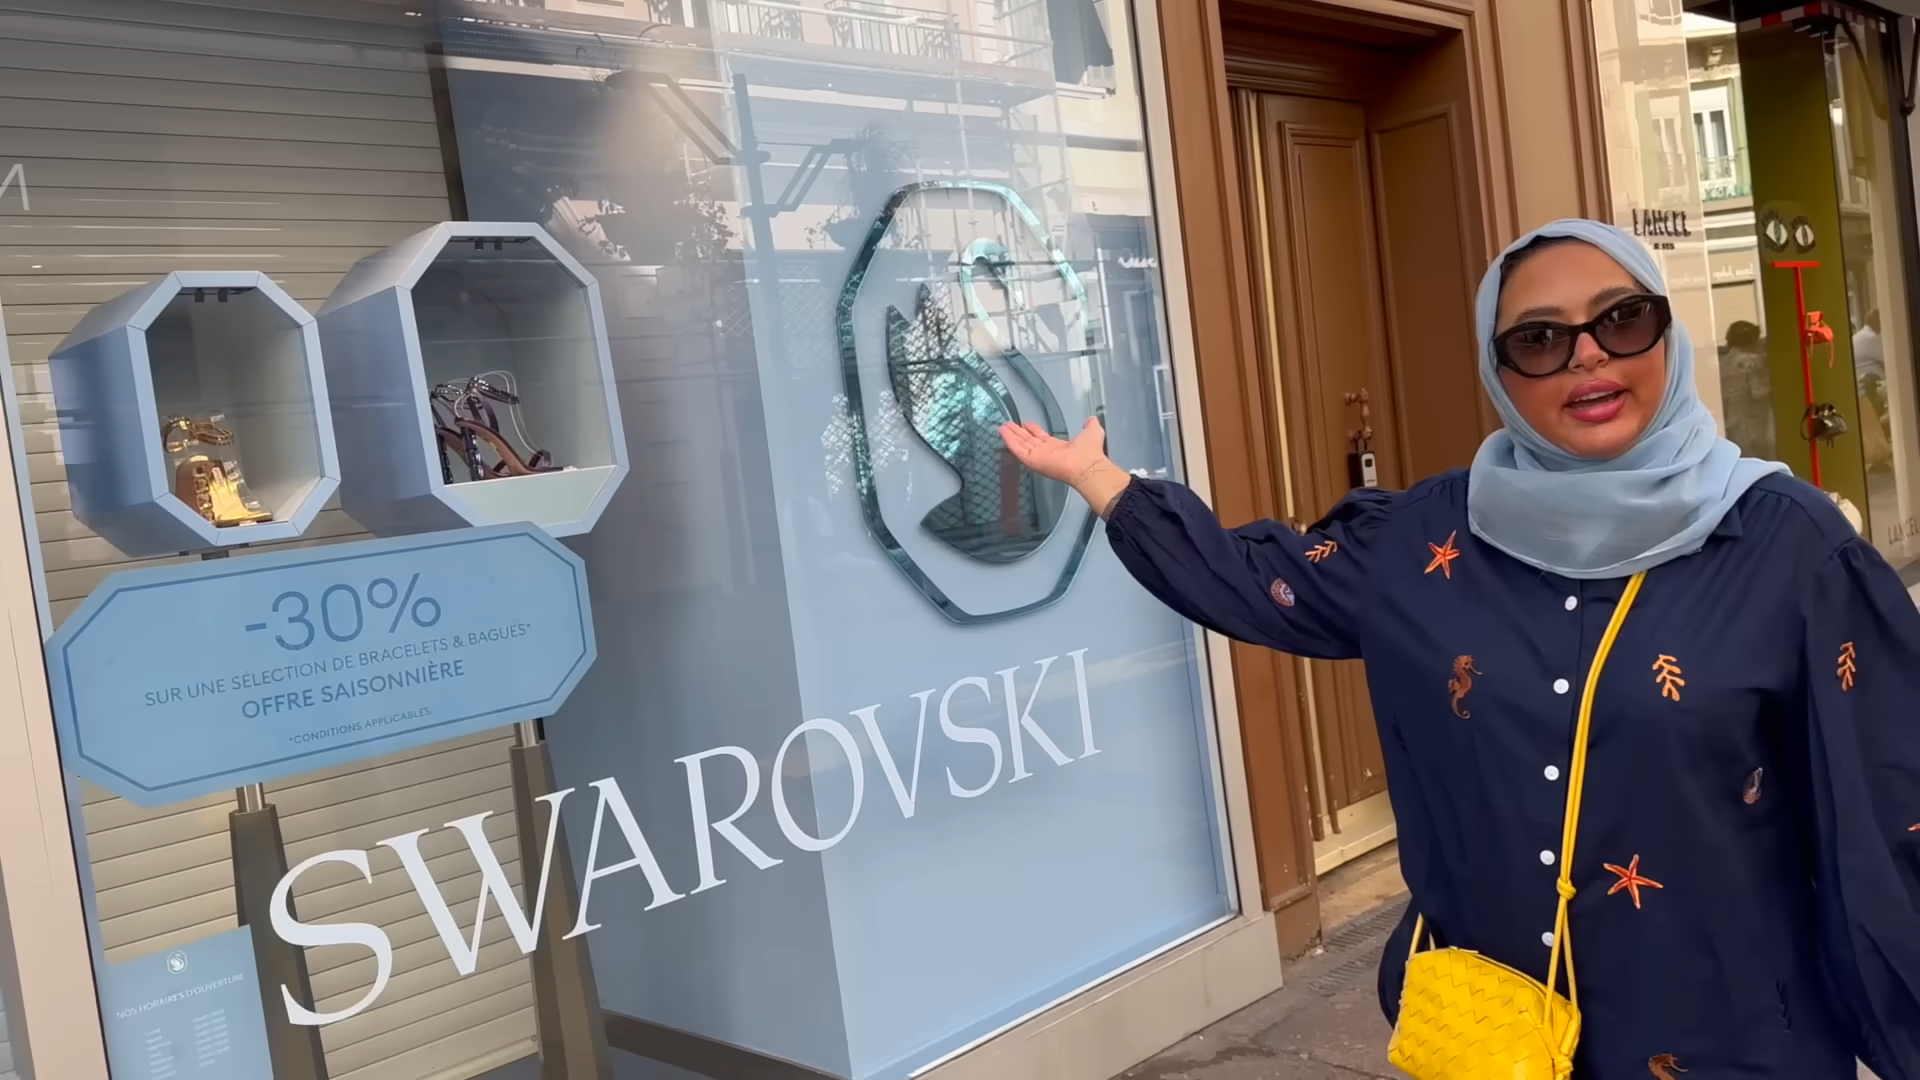 -30%
SUR UNE SÉLECTION DE BRACELETS & BAGUES*
OFFRE SAISONNIÈRE
*CONDITIONS APPLICABLES.
SWAROVSKI
NOS HORAIRES D'OUVERTURE
LANCEL